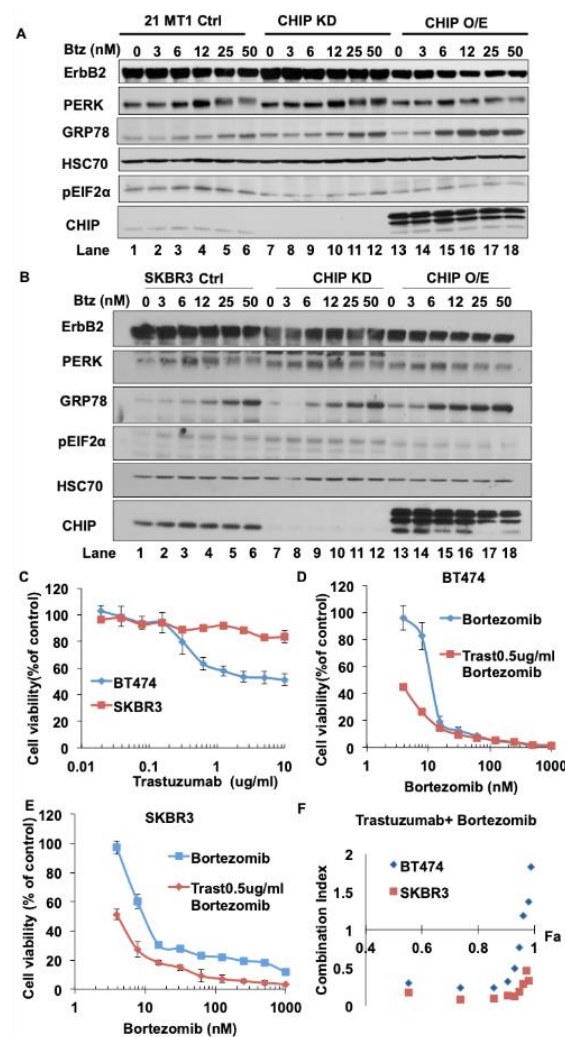 A
21 MT1 Ctrl CHIP KD CHIP O/E
Btz (nM) 0 3 6 12 25 50 0 3 6 12 25 50 0 3 6 12 25 50
ErbB2
PERK
GRP78
HSC70
pEIF2α
CHIP
Lane 1 2 3 4 5 6 7 8 9 10 11 12 13 14 15 16 17 18
B
SKBR3 Ctrl CHIP KD CHIP O/E
Btz (nM) 0 3 6 12 25 50 0 3 6 12 25 50 0 3 6 12 25 50
ErbB2
PERK
GRP78
pEIF2α
HSC70
CHIP
Lane 1 2 3 4 5 6 7 8 9 10 11 12 13 14 15 16 17 18
C
Cell viability(%of control)
120
100
80
60
40
20
0
BT474
SKBR3
0.01 0.1 1 10
Trastuzumab (ug/ml)
D
BT474
Cell viability (%of control)
120
100
80
60
40
20
0
Bortezomib
Trast0.5ug/ml
Bortezomib
1 10 100 1000
Bortezomib (nM)
E
SKBR3
Cell viability (% of control)
120
100
80
60
40
20
0
Bortezomib
Trast0.5ug/ml
Bortezomib
1 10 100 1000
Bortezomib (nM)
F
Trastuzumab+ Bortezomib
Combination Index
2
1.5
1
0.5
0
BT474
SKBR3
0.4 0.6 0.8 1
Fa